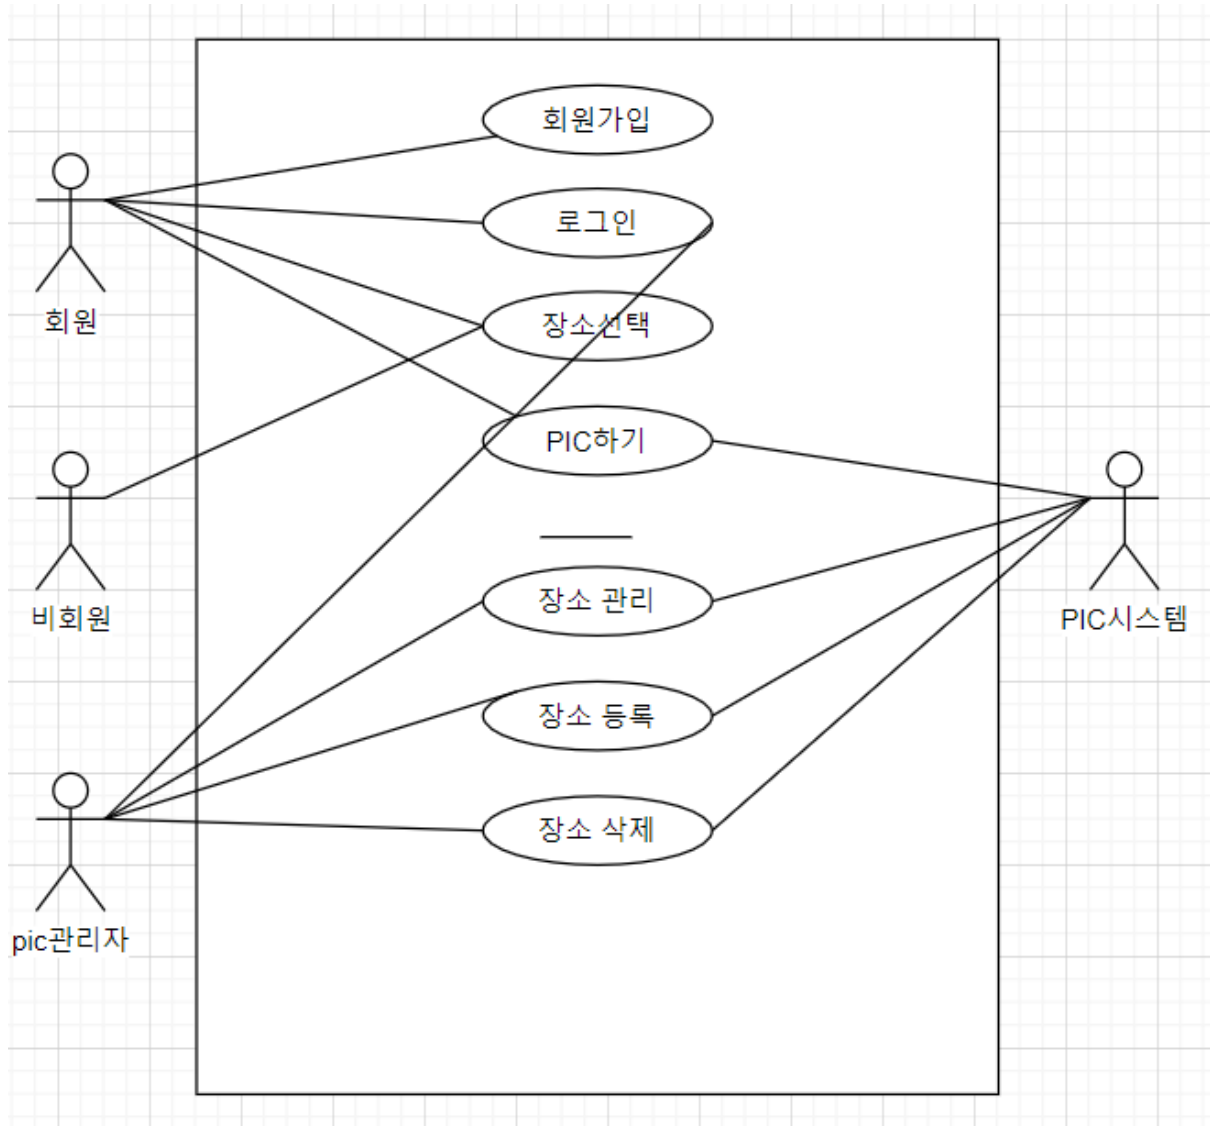 회원가입
로그인
장소선택
PIC하기
장소 관리
장소 등록
장소 삭제
회원
비회원
pic관리자
PIC시스템